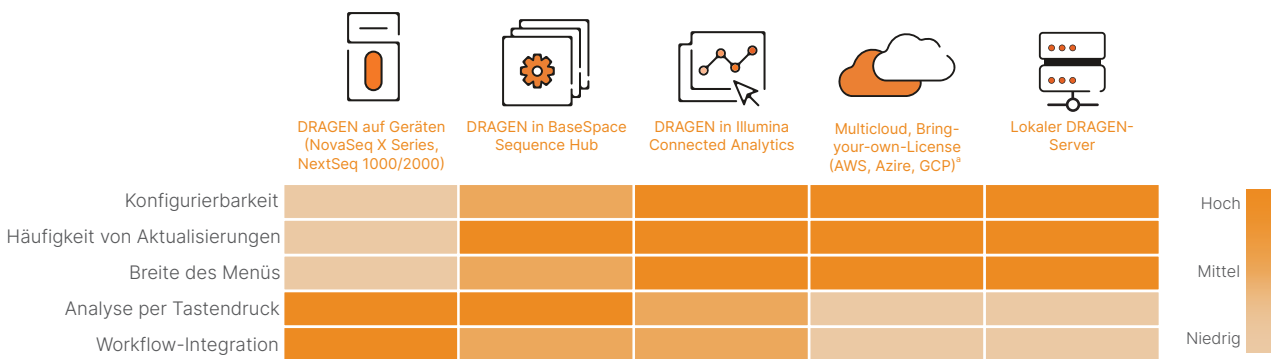 DRAGEN auf Geräten
(NovaSeq X Series,
NextSeq 1000/2000)
DRAGEN in BaseSpace
Sequence Hub
DRAGEN in Illumina
Connected Analytics
Multicloud, Bring-
your-own-License
(AWS, Azire, GCP)ª
Lokaler DRAGEN-
Server
Konfigurierbarkeit
Häufigkeit von Aktualisierungen
Breite des Menüs
Analyse per Tastendruck
Workflow-Integration
Hoch
Mittel
Niedrig